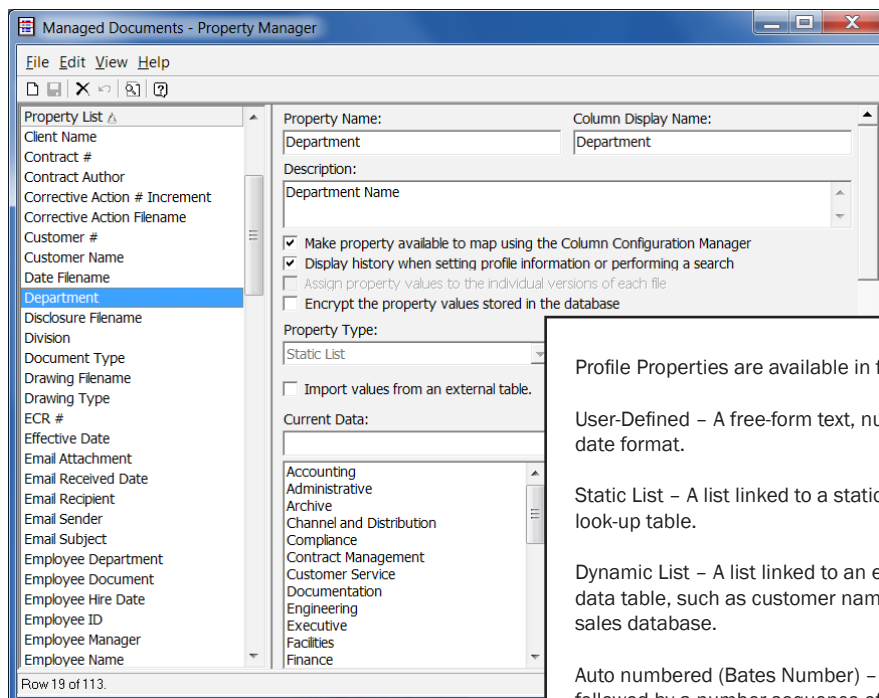 Managed Documents - Property Manager
File Edit View Help
Property List
Client Name
Contract #
Contract Author
Corrective Action # Increment
Corrective Action Filename
Customer #
Customer Name
Date Filename
Department
Disclosure Filename
Division
Document Type
Drawing Filename
Drawing Type
ECR #
Effective Date
Email Attachment
Email Received Date
Email Recipient
Email Sender
Email Subject
Employee Department
Employee Document
Employee Hire Date
Employee ID
Employee Manager
Employee Name
Property Name: Column Display Name:
Department Department
Description:
Department Name
Make property available to map using the Column Configuration Manager
Display history when setting profile information or performing a search
Assign property values to the individual versions of each file
Encrypt the property values stored in the database
Property Type:
Static List
Import values from an external table.
Current Data:
Accounting
Administrative
Archive
Channel and Distribution
Compliance
Contract Management
Customer Service
Documentation
Engineering
Executive
Facilities
Finance
Row 19 of 113.
Profile Properties are available in
User-Defined – A free-form text,
date format.
Static List – A list linked to a
look-up table.
Dynamic List – A list linked to an
data table, such as customer
sales database.
Auto numbered (Bates Number) –
followed by a number sequence